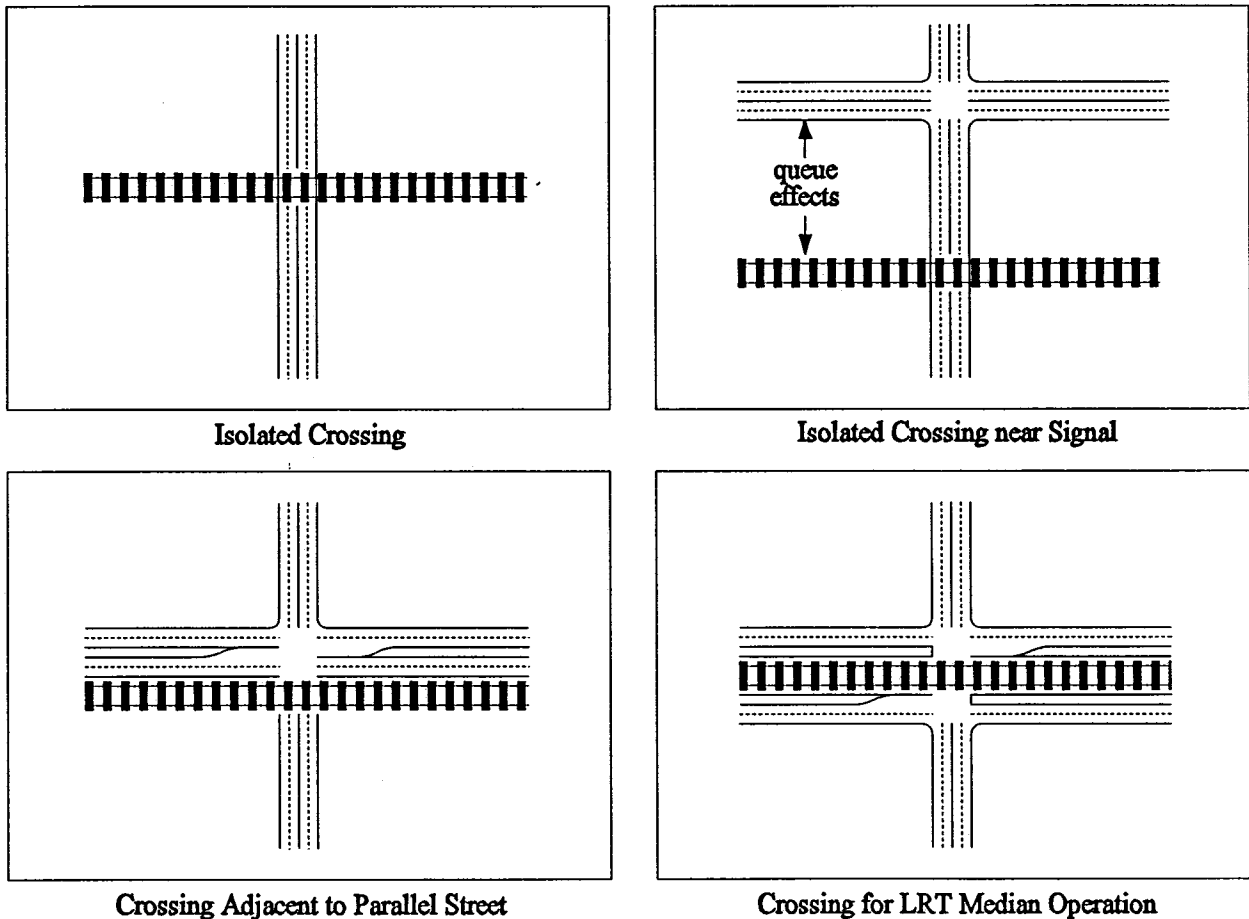 Isolated Crossing
queue
effects
Isolated Crossing near Signal
Crossing Adjacent to Parallel Street
Crossing for LRT Median Operation